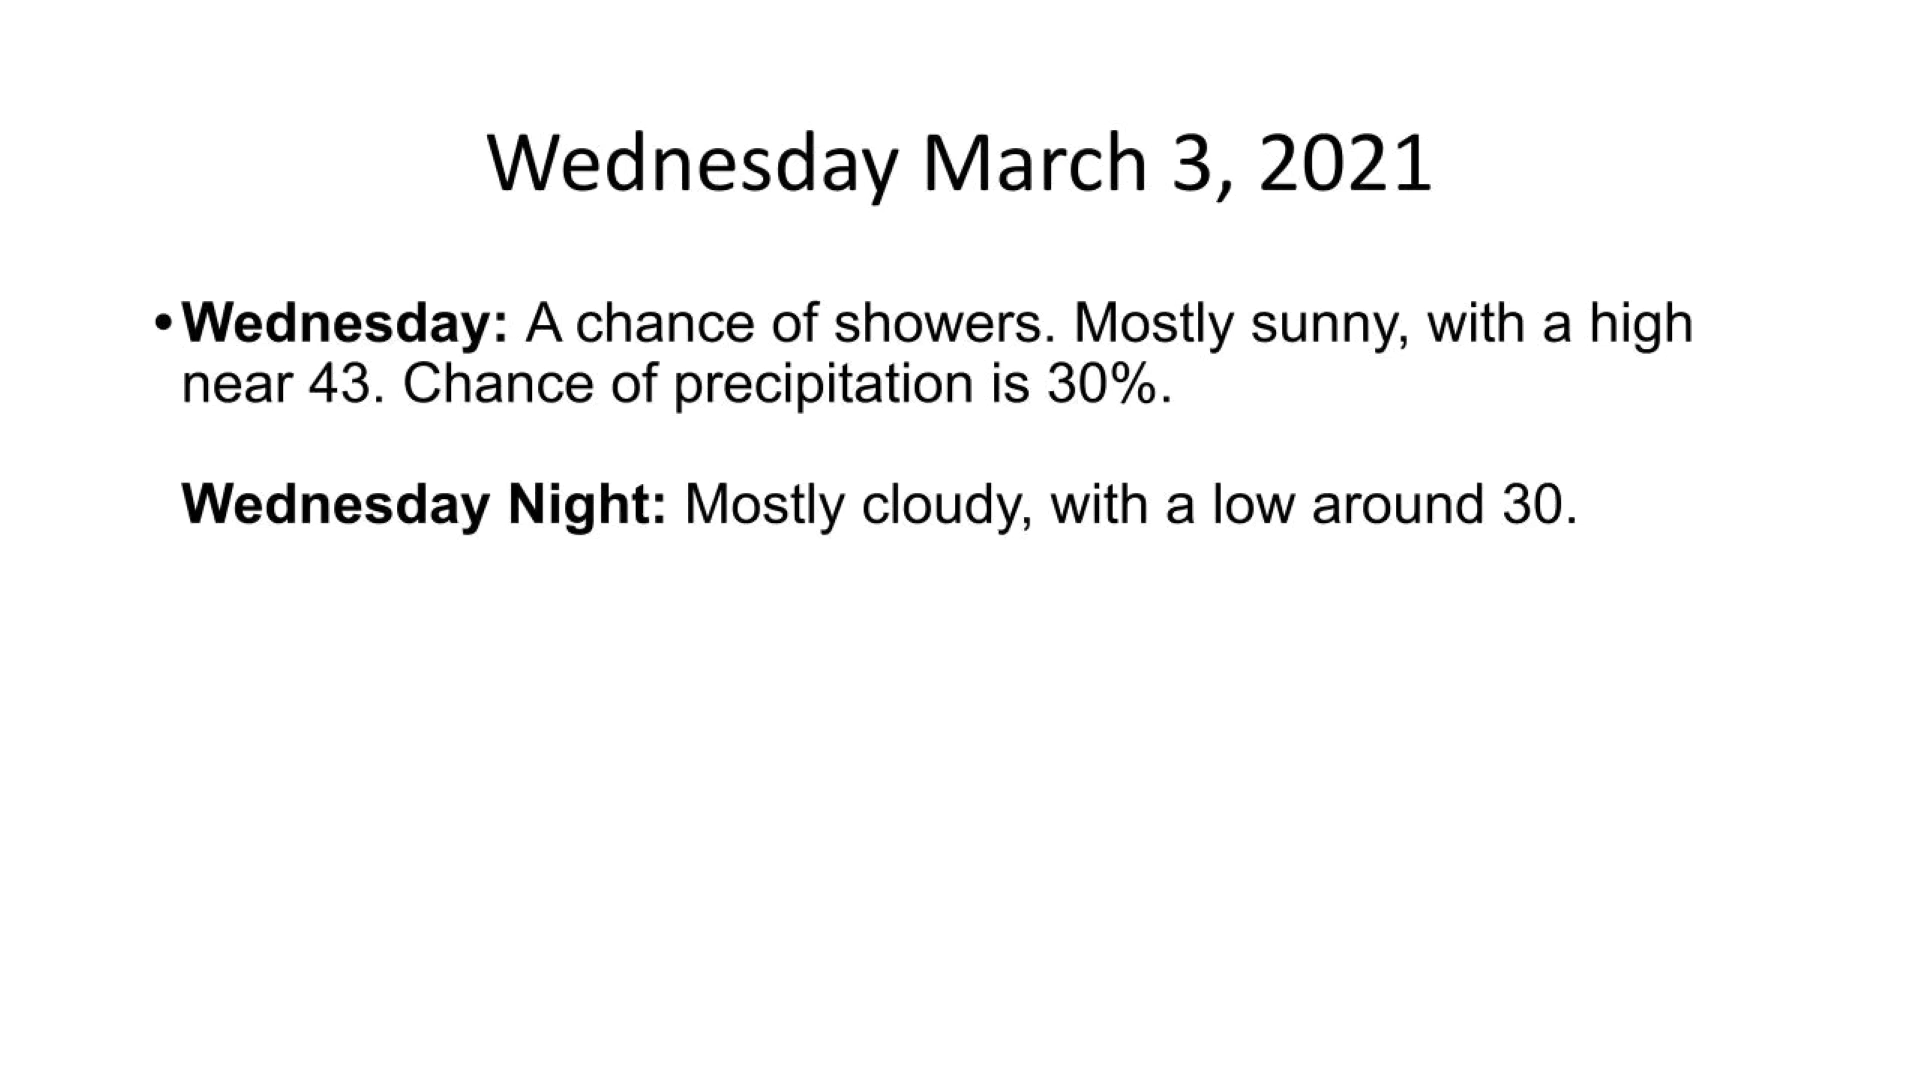 Wednesday March 3, 2021
•Wednesday: A chance of showers. Mostly sunny, with a high
near 43. Chance of precipitation is 30%.
Wednesday Night: Mostly cloudy, with a low around 30.